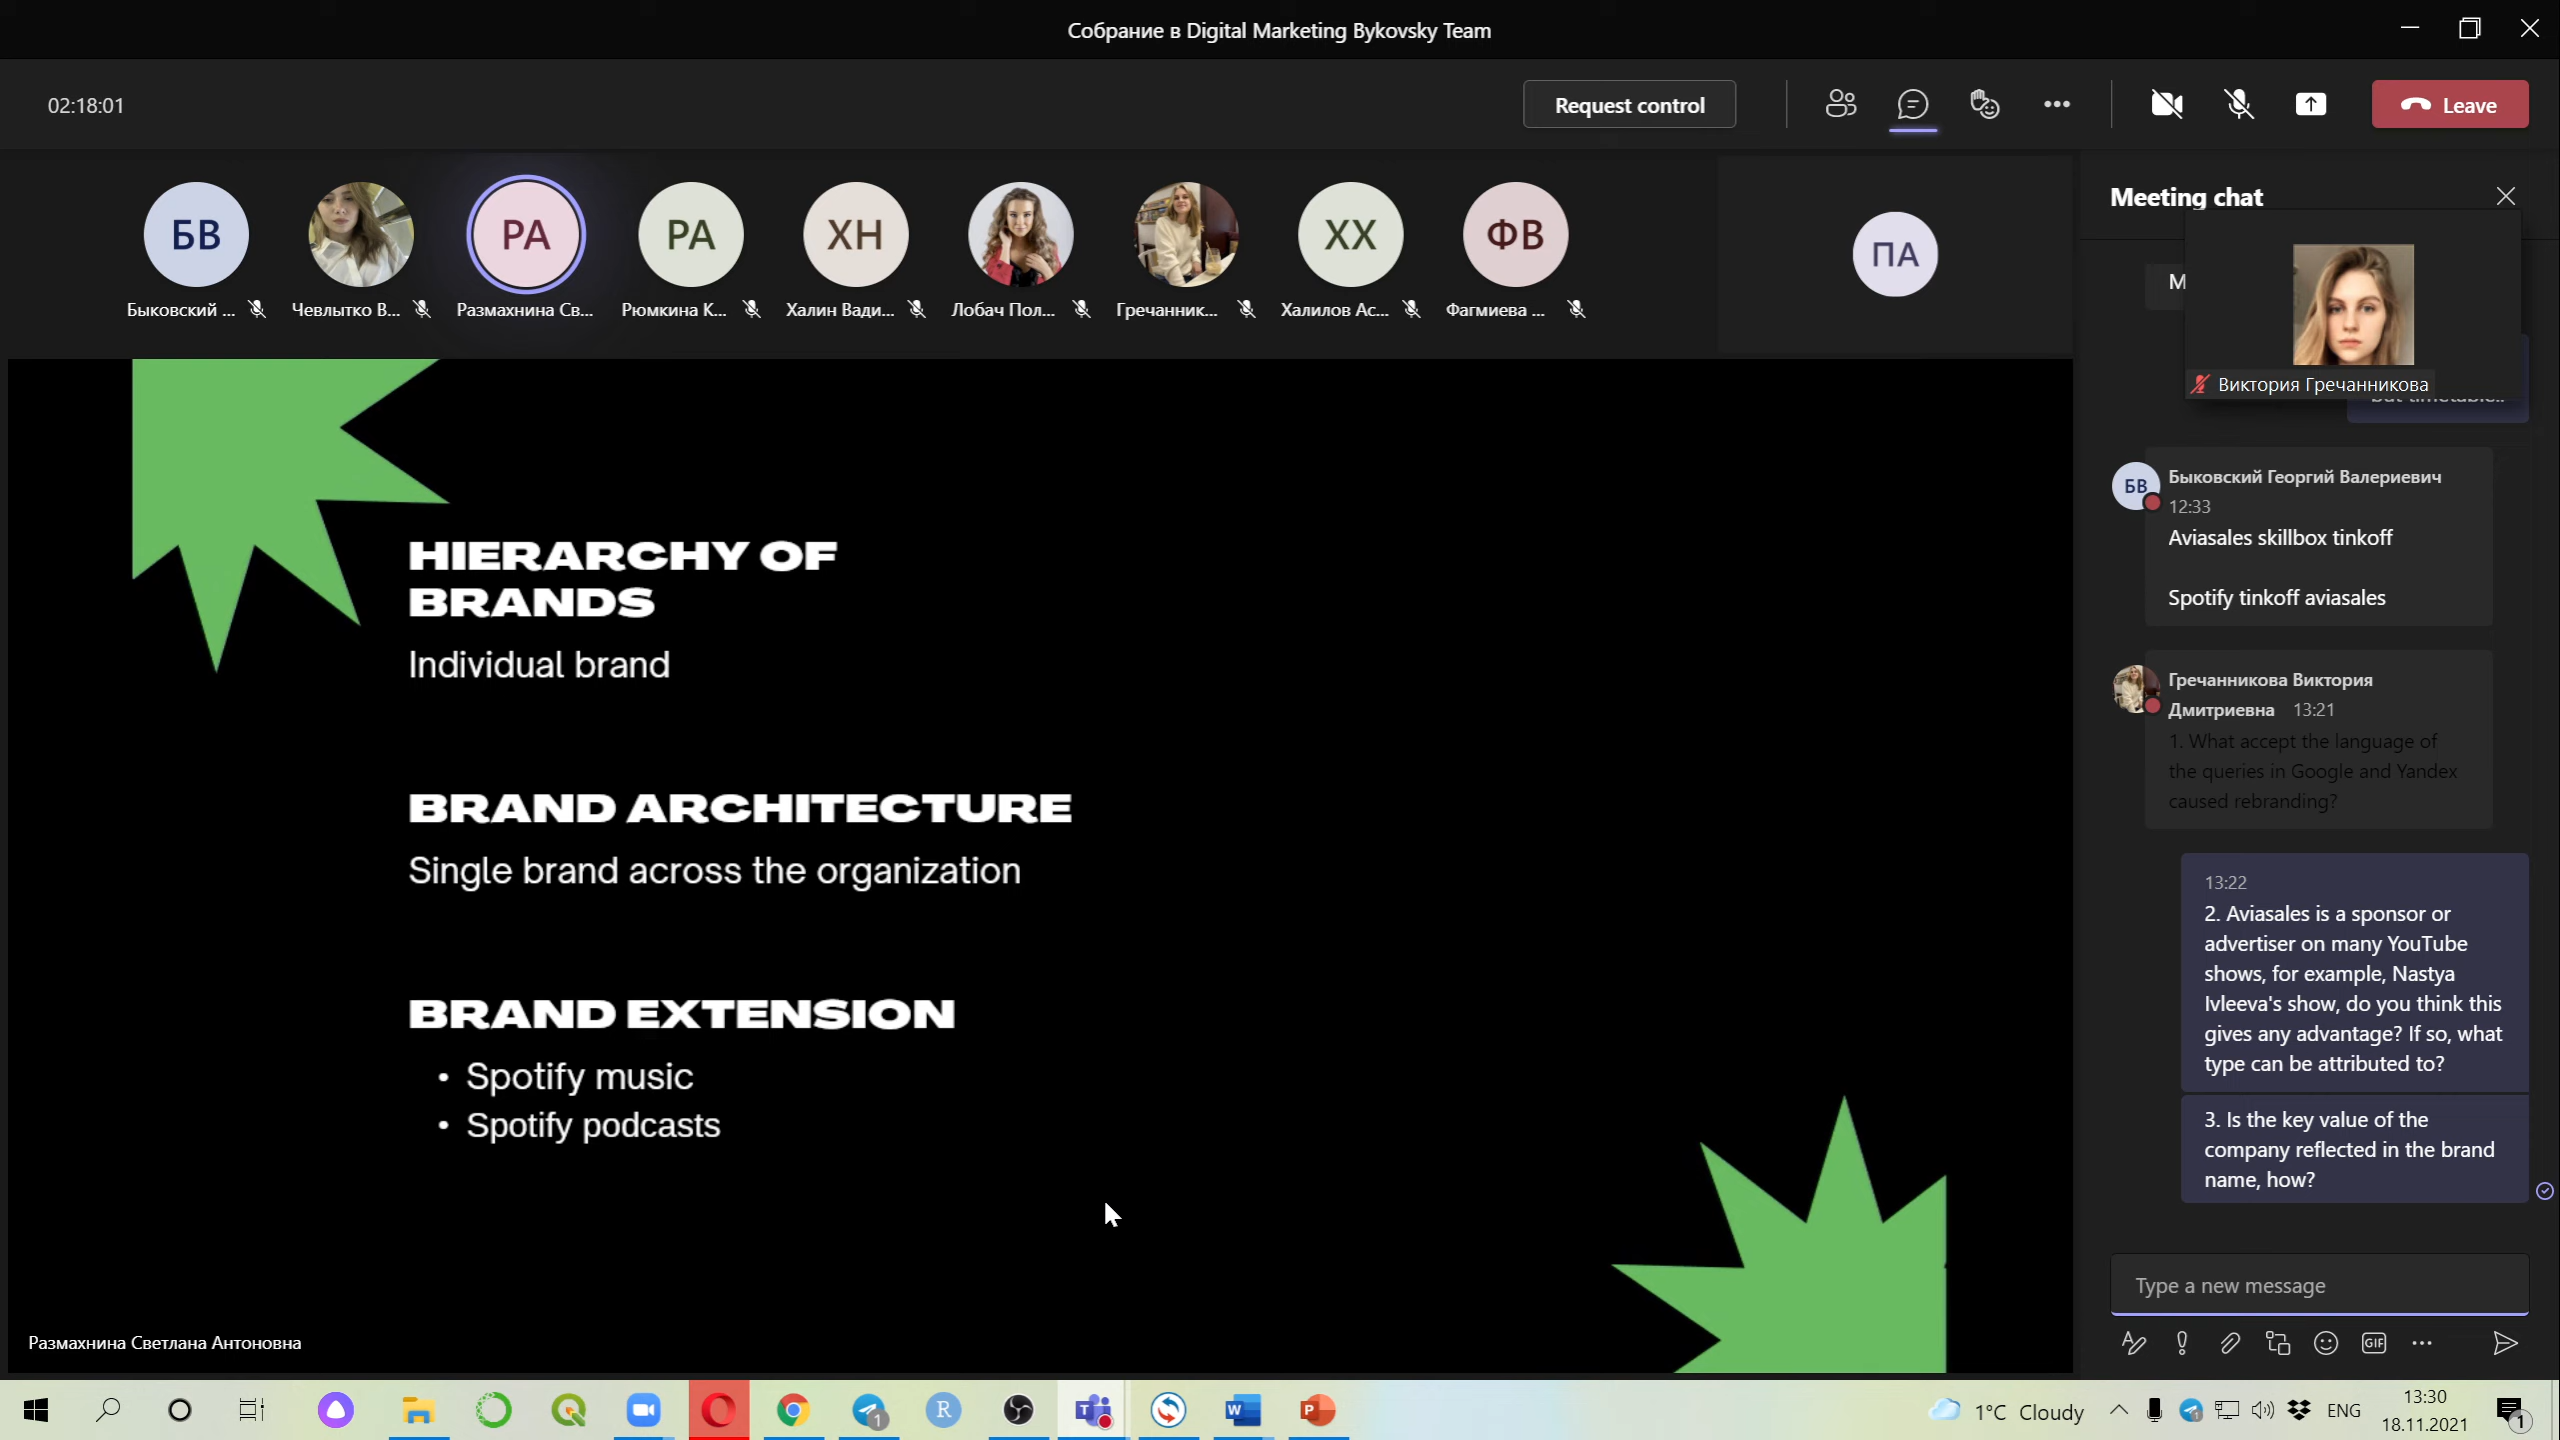 Собрание в Digital Marketing Bykovsky Team
02:18:01
Request control
Leave
БВ
РА
РА
ХН
ХХ
ФВ
ПА
Быковский ...
Чевлытко В...
Размахнина Св...
Рюмкина К...
Халин Вади...
Лобач Пол...
Гречанник...
Халилов Ас...
Фагмиева ...
HIERARCHY OF
BRANDS
Individual brand
BRAND ARCHITECTURE
Single brand across the organization
BRAND EXTENSION
• Spotify music
• Spotify podcasts
Размахнина Светлана Антоновна
Meeting chat
Виктория Гречанникова
БВ
Быковский Георгий Валериевич
12:33
Aviasales skillbox tinkoff
Spotify tinkoff aviasales
Гречанникова Виктория
Дмитриевна 13:21
1. What accept the language of
the queries in Google and Yandex
caused rebranding?
13:22
2. Aviasales is a sponsor or
advertiser on many YouTube
shows, for example, Nastya
Ivleeva's show, do you think this
gives any advantage? If so, what
type can be attributed to?
3. Is the key value of the
company reflected in the brand
name, how?
Type a new message
GIF
1°C Cloudy
ENG
13:30
18.11.2021
1